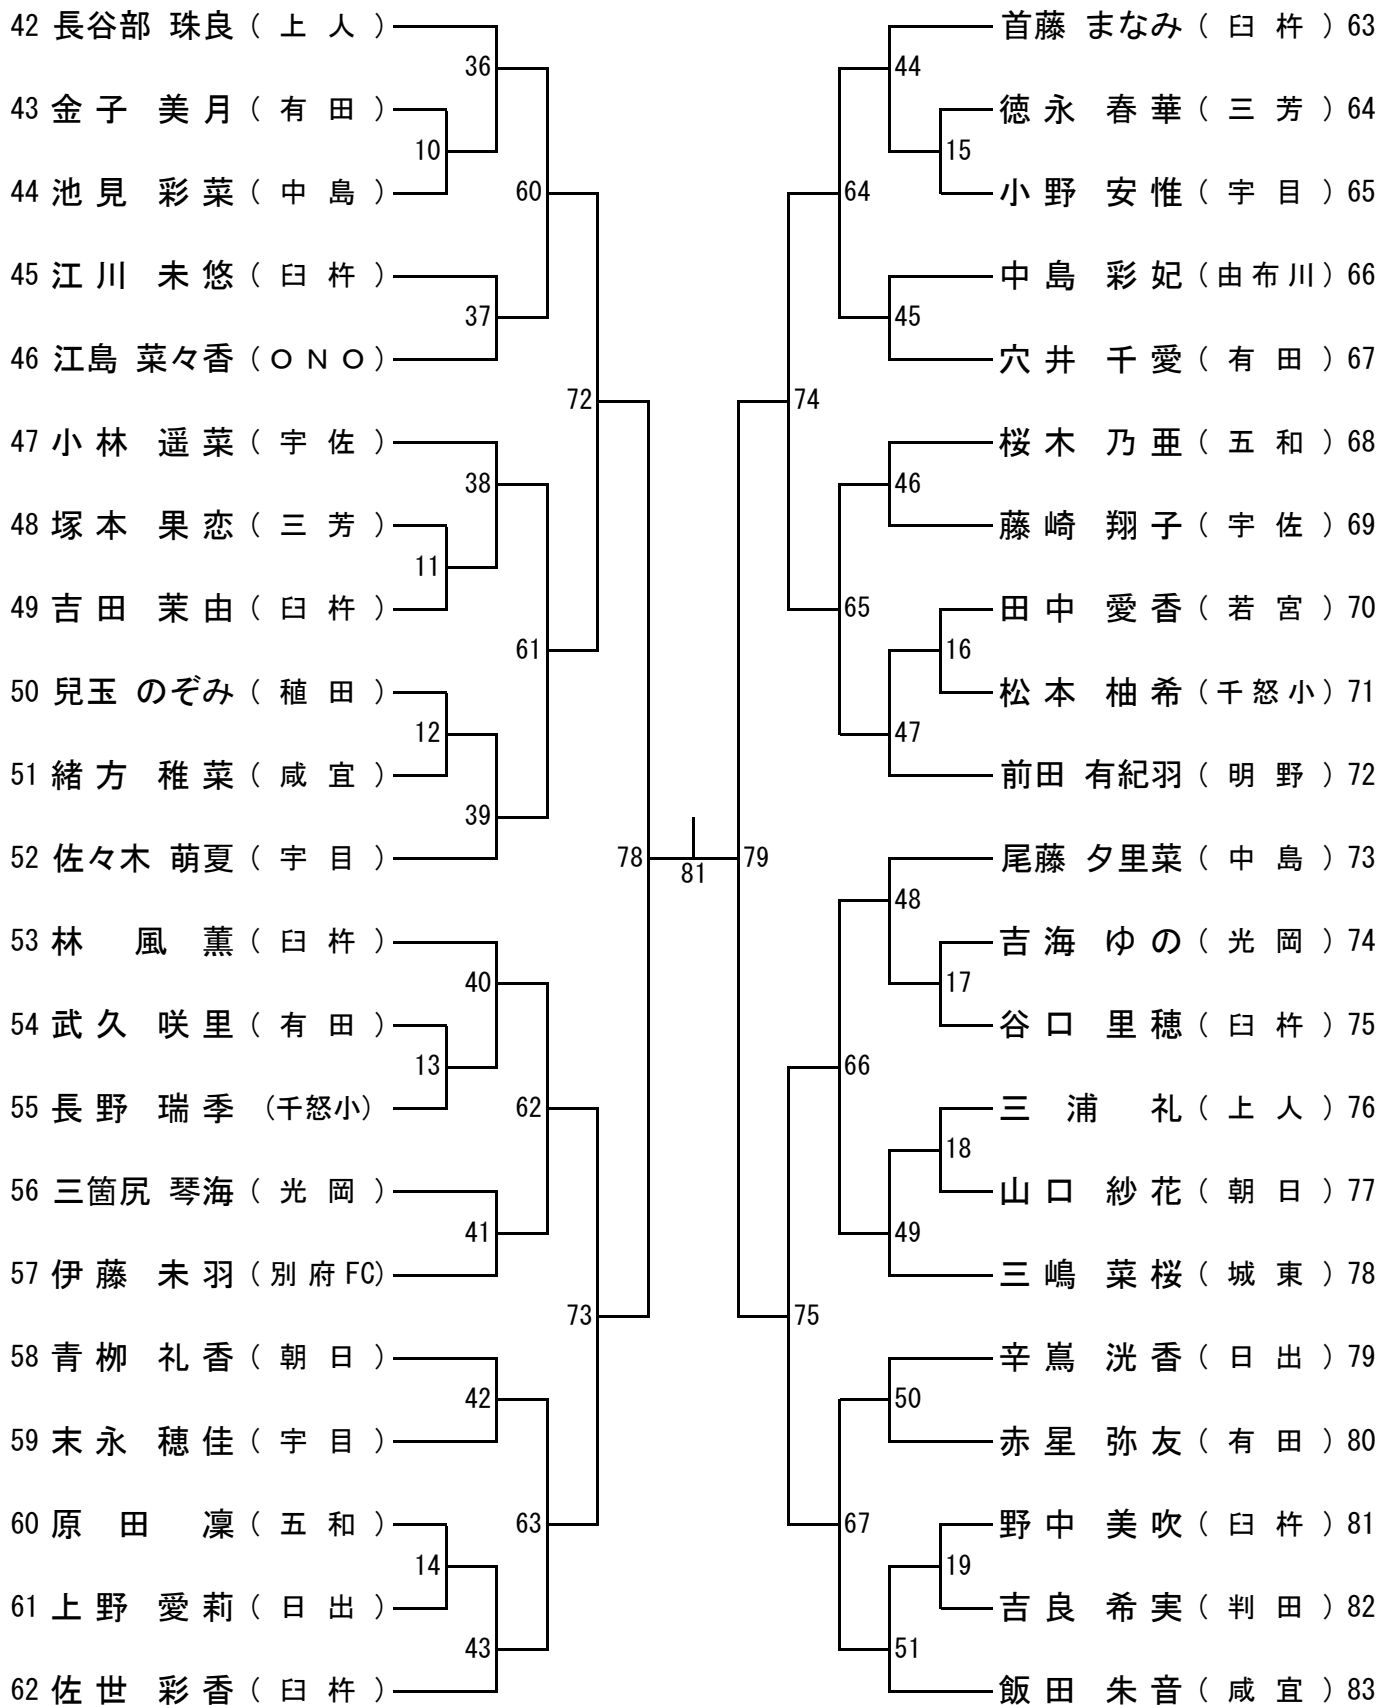 42 長谷部 珠良 ( 上 人 )
36
43 金 子 美 月 ( 有 田 )
10
44 池 見 彩 菜 ( 中 島 )
60
45 江 川 未 悠 ( 臼 杵 )
37
46 江島 菜々香 (ＯＮＯ)
72
47 小 林 遥 菜 ( 宇 佐 )
38
48 塚 本 果 恋 ( 三 芳 )
11
49 吉 田 茉 由 ( 臼 杵 )
61
50 兒玉 のぞみ ( 稙 田 )
12
51 緒 方 稚 菜 ( 咸 宜 )
39
52 佐々木 萌夏 ( 宇 目 )
78
53 林 風 薫 ( 臼 杵 )
40
54 武 久 咲 里 ( 有 田 )
13
55 長 野 瑞 季 (千怒小)
62
56 三箇尻 琴海 ( 光 岡 )
41
57 伊 藤 未 羽 (別府FC)
73
58 青 栁 礼 香 ( 朝 日 )
42
59 末 永 穂 佳 ( 宇 目 )
60 原 田 凜 ( 五 和 )
63
14
61 上 野 愛 莉 ( 日 出 )
43
62 佐 世 彩 香 ( 臼 杵 )
81
首藤 まなみ ( 臼 杵 ) 63
44
徳 永 春 華 ( 三 芳 ) 64
15
小 野 安 惟 ( 宇 目 ) 65
64
中 島 彩 妃 (由布川) 66
45
穴 井 千 愛 ( 有 田 ) 67
74
桜 木 乃 亜 ( 五 和 ) 68
46
藤 崎 翔 子 ( 宇 佐 ) 69
田 中 愛 香 ( 若 宮 ) 70
65
16
松 本 柚 希 (千怒小) 71
47
前田 有紀羽 ( 明 野 ) 72
79
尾藤 夕里菜 ( 中 島 ) 73
48
吉 海 ゆ の ( 光 岡 ) 74
17
谷 口 里 穂 ( 臼 杵 ) 75
66
三 浦 礼 ( 上 人 ) 76
18
山 口 紗 花 ( 朝 日 ) 77
49
三 嶋 菜 桜 ( 城 東 ) 78
75
辛 嶌 洸 香 ( 日 出 ) 79
50
赤 星 弥 友 ( 有 田 ) 80
野 中 美 吹 ( 臼 杵 ) 81
67
19
吉 良 希 実 ( 判 田 ) 82
51
飯 田 朱 音 ( 咸 宜 ) 83